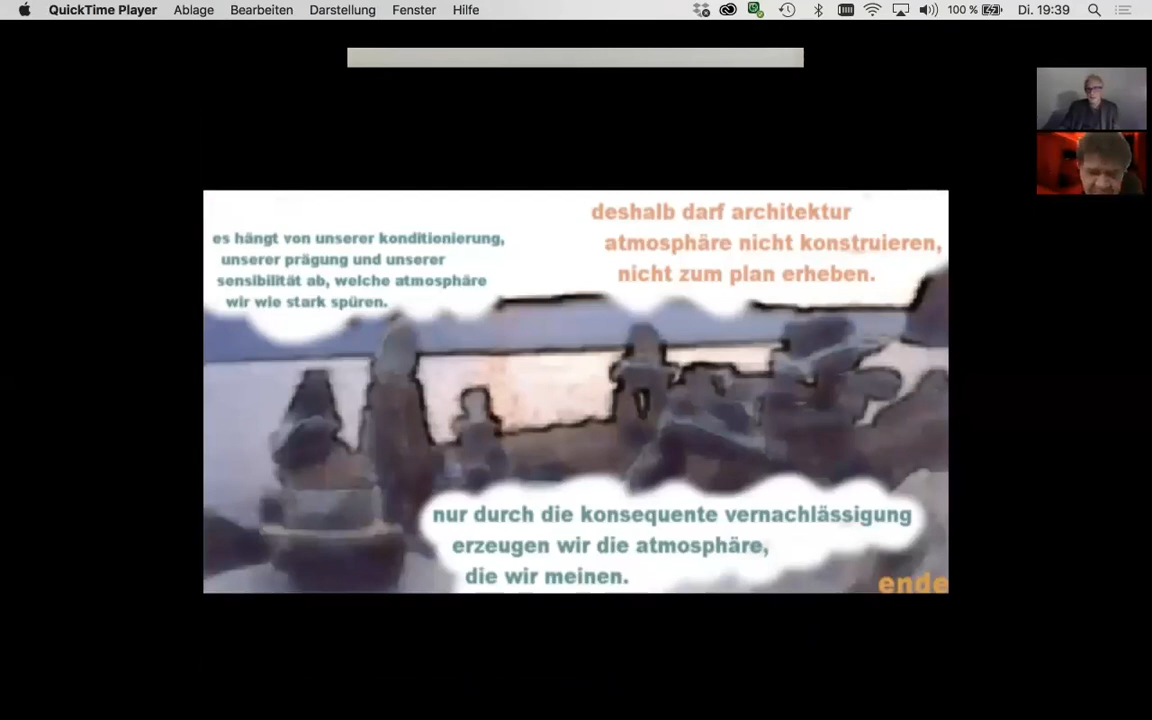 QuickTime Player Ablage Bearbeiten Darstellung Fenster Hilfe 100 % Di. 19:39
es hängt von unserer konditionierung,
unserer prägung und unserer
sensibilität ab, welche atmosphäre
wir wie stark spüren.
deshalb darf architektur
atmosphäre nicht konstruieren,
nicht zum plan erheben.
nur durch die konsequente vernachlässigung
erzeugen wir die atmosphäre,
die wir meinen.
ende